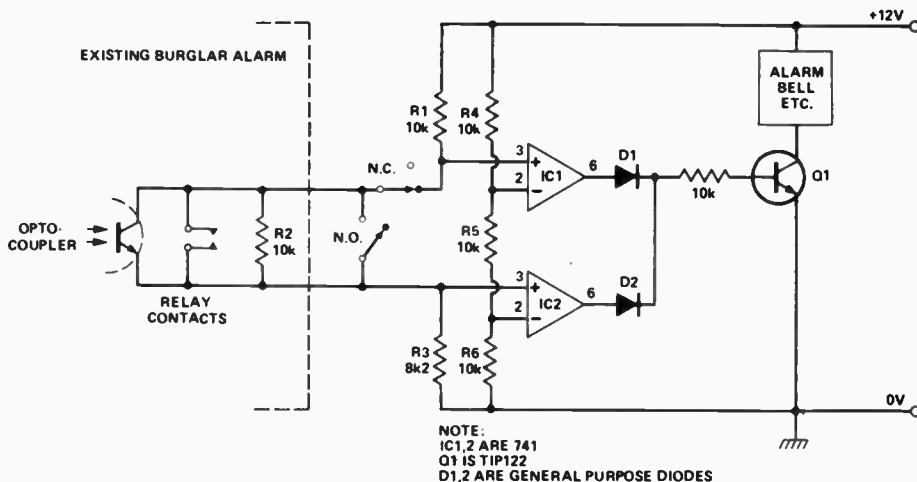 +12V
EXISTING BURGLAR ALARM
ALARM
BELL
ETC.
R1
10k
R4
10k
N.C.
3
+
2
−
IC1
6
D1
10k
Q1
OPTO-
COUPLER
R2
10k
N.O.
R5
10k
RELAY
CONTACTS
3
+
2
−
IC2
6
D2
R3
8k2
R6
10k
0V
NOTE:
IC1,2 ARE 741
Q1 IS TIP122
D1,2 ARE GENERAL PURPOSE DIODES